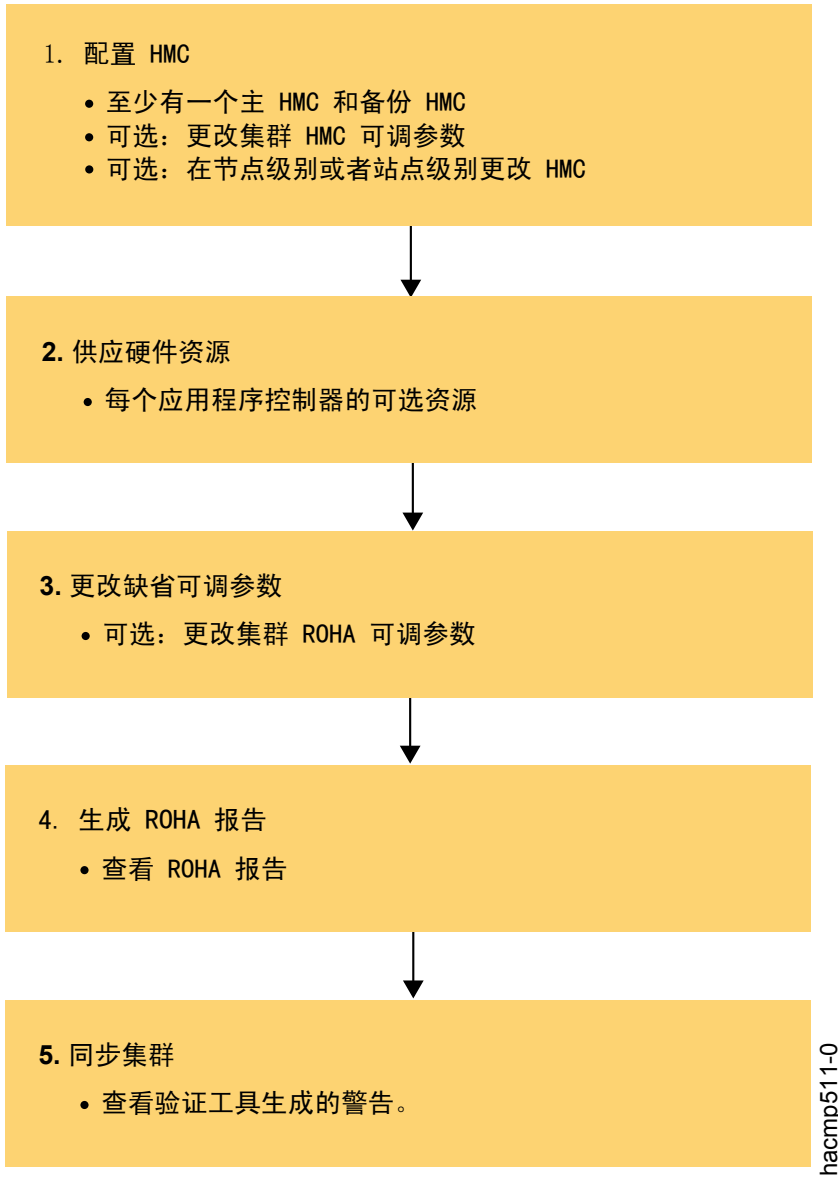 1. 配置 HMC
• 至少有一个主 HMC 和备份 HMC
• 可选：更改集群 HMC 可调参数
• 可选：在节点级别或者站点级别更改 HMC
2. 供应硬件资源
• 每个应用程序控制器的可选资源
3. 更改缺省可调参数
• 可选：更改集群 ROHA 可调参数
4. 生成 ROHA 报告
• 查看 ROHA 报告
5. 同步集群
• 查看验证工具生成的警告。
hacmp511-0